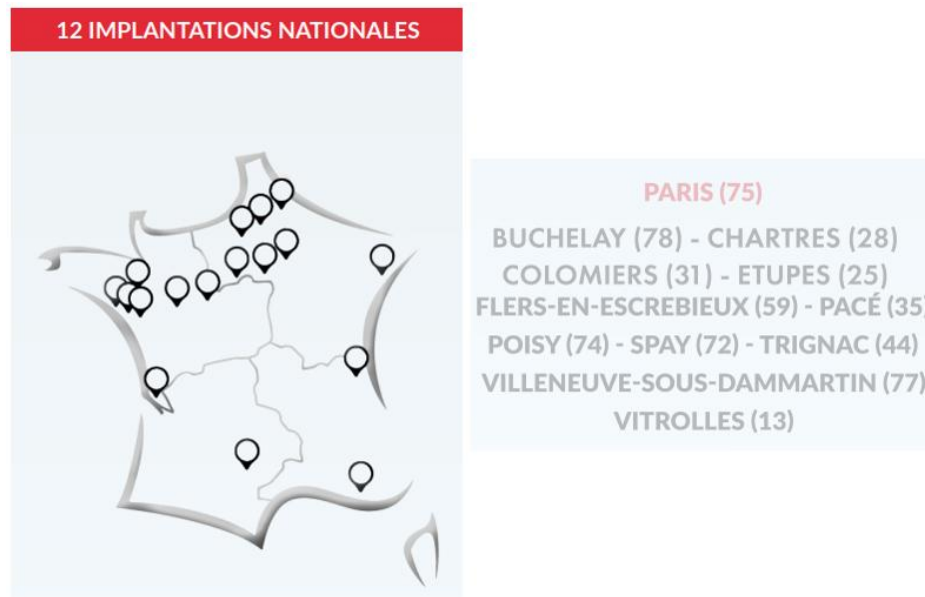 12 IMPLANTATIONS NATIONALES
PARIS (75)
BUCHELAY (78) - CHARTRES (28)
COLOMIERS (31) - ETUPES (25)
FLERS-EN-ESCREBIEUX (59) - PACÉ (35)
POISY (74) - SPAY (72) - TRIGNAC (44)
VILLENEUVE-SOUS-DAMMARTIN (77)
VITROLLES (13)